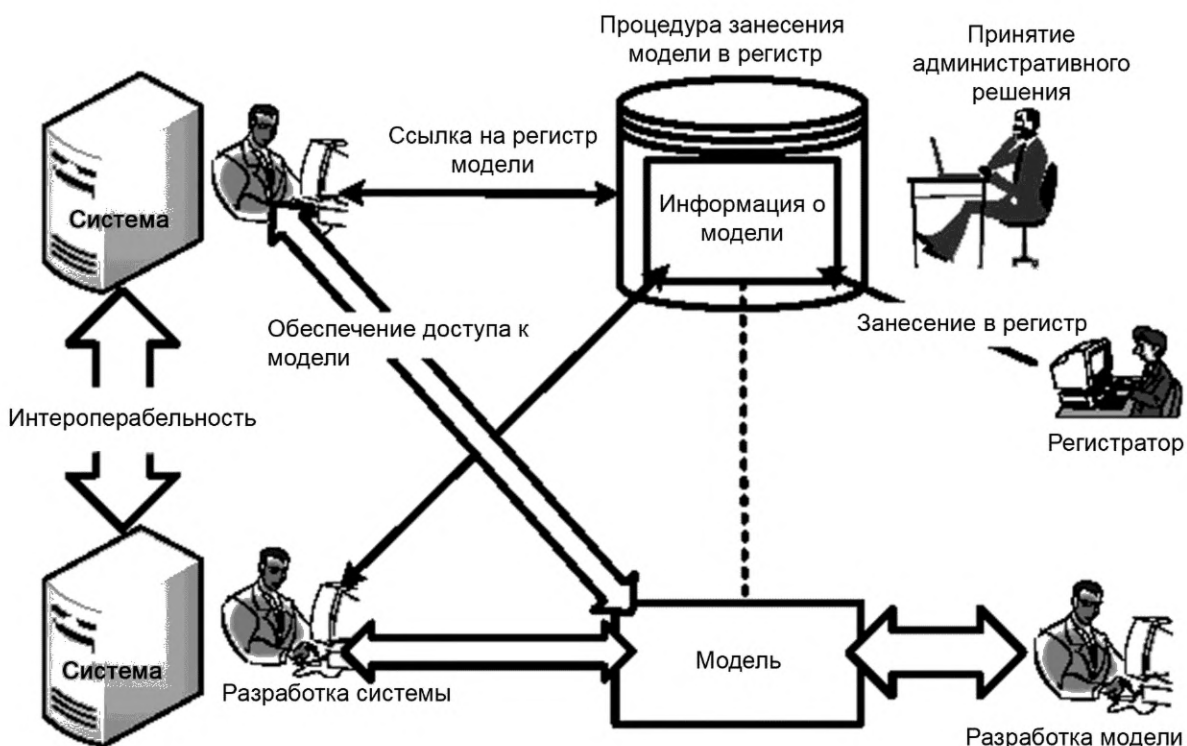 Процедура занесения
модели в регистр
Принятие
административного
решения
Ссылка на регистр
модели
Система
Информация о
модели
Обеспечение доступа к
модели
Занесение в регистр
Интероперабельность
Регистратор
Система
Разработка системы
Модель
Разработка модели